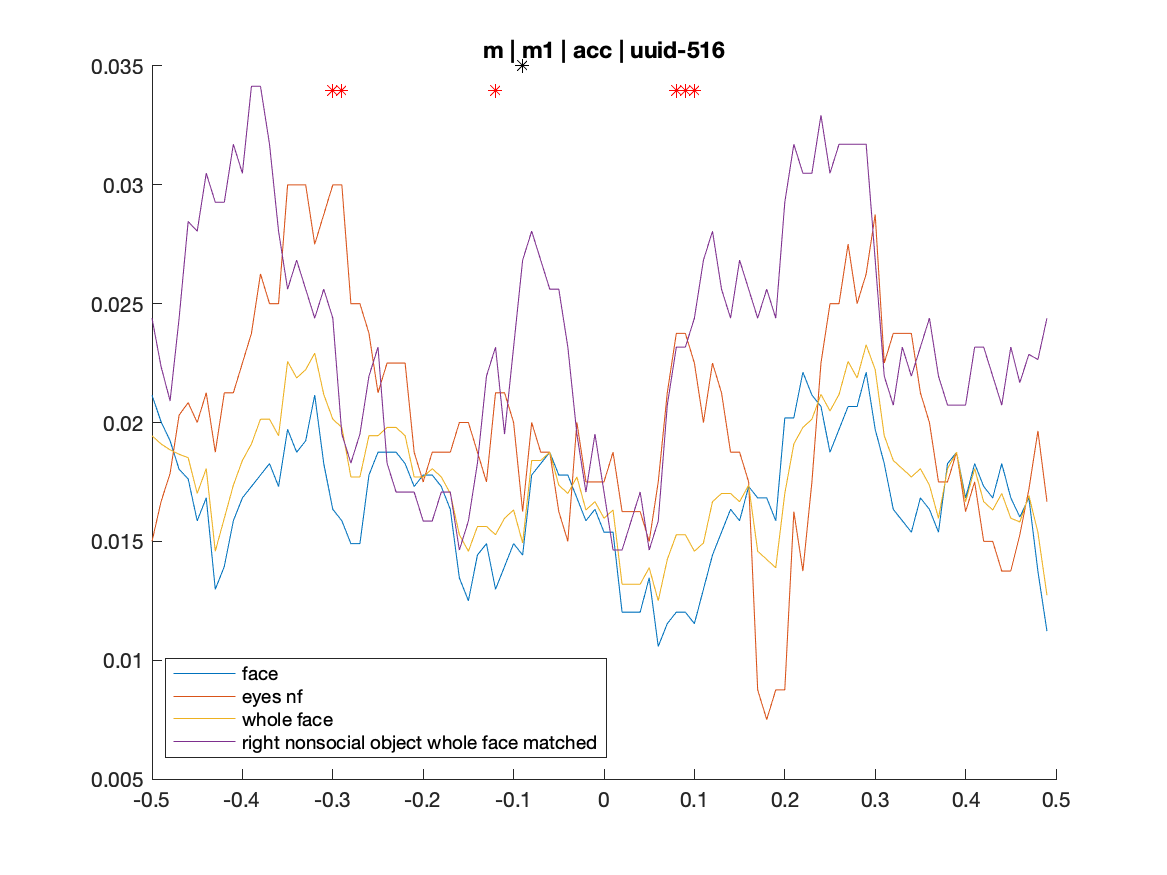 m | m1 | acc | uuid-516
0.035
0.03
0.025
0.02
0.015
0.01
0.005
face
eyes nf
whole face
right nonsocial object whole face matched
-0.5 -0.4 -0.3 -0.2 -0.1 0 0.1 0.2 0.3 0.4 0.5